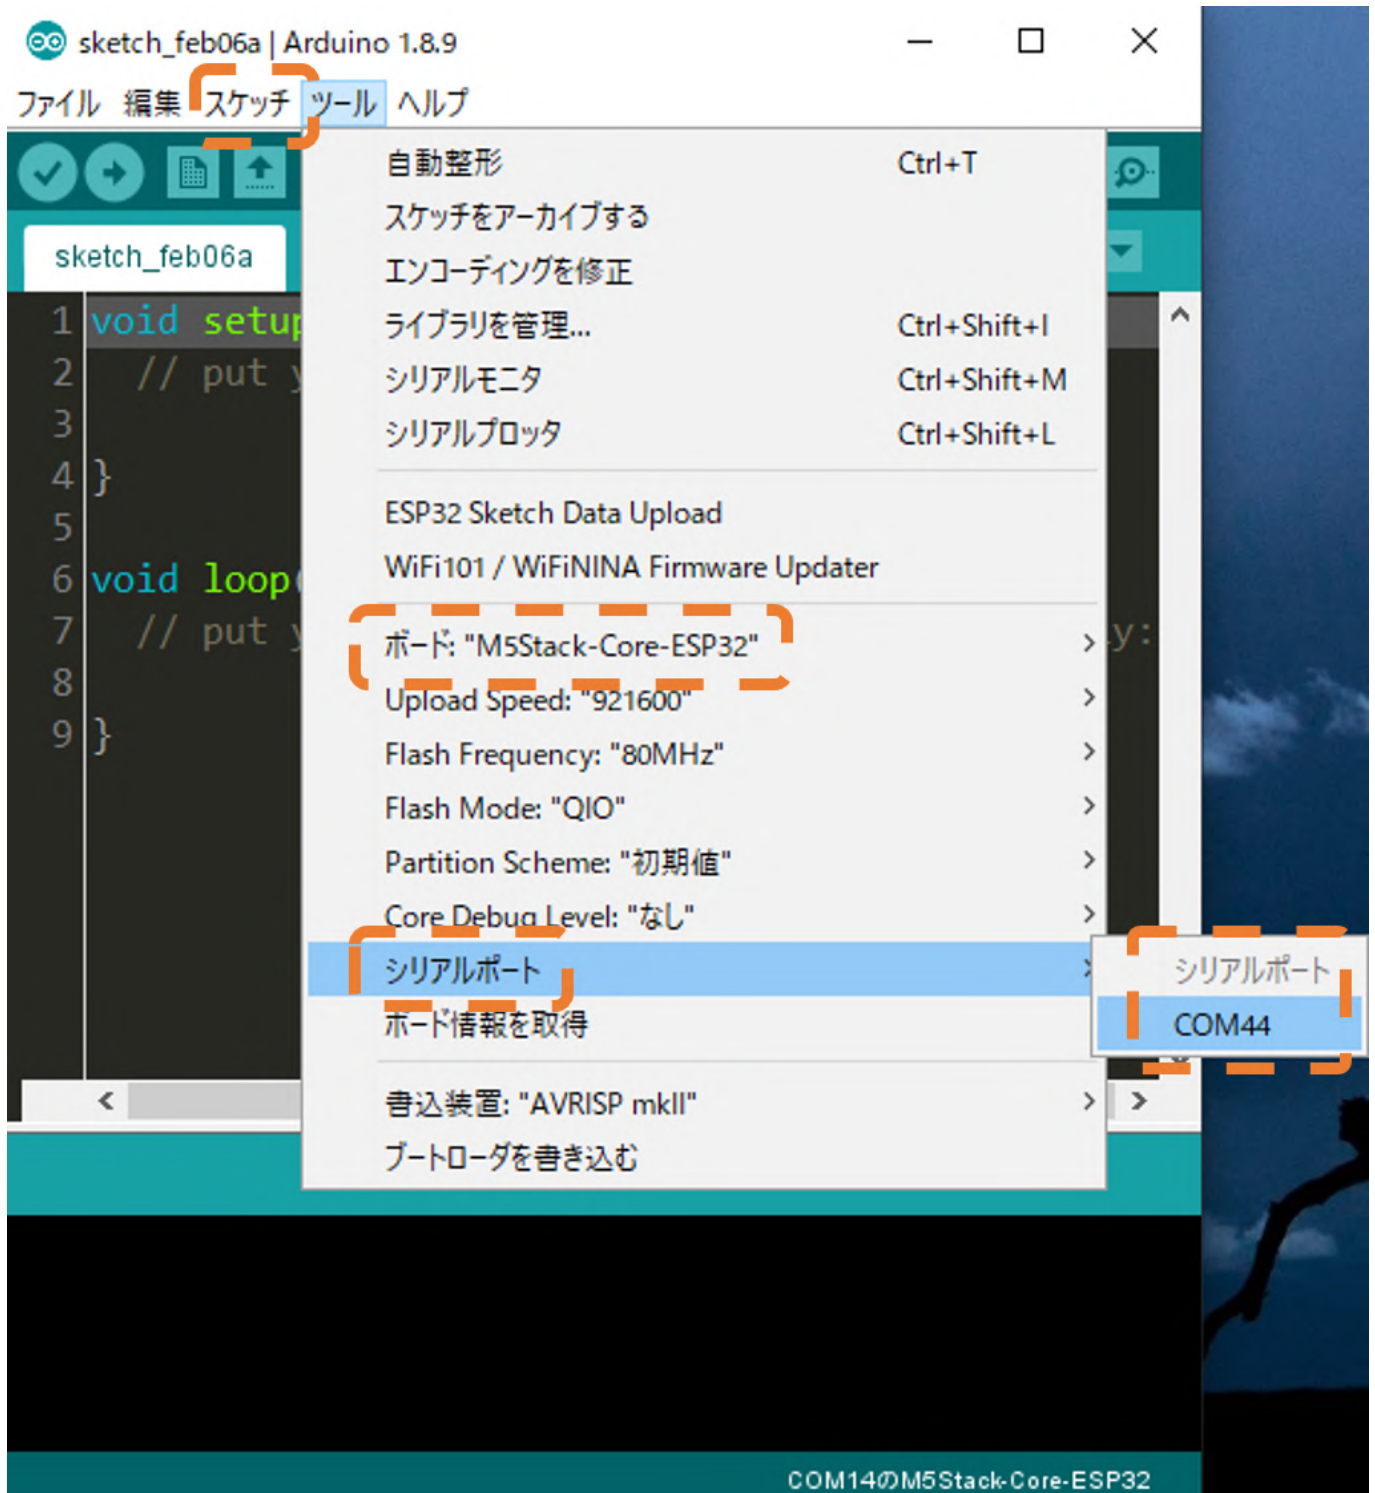 sketch_feb06a | Arduino 1.8.9
ファイル 編集 スケッチ ツール ヘルプ
自動整形 Ctrl+T
スケッチをアーカイブする
エンコーディングを修正
ライブラリを管理... Ctrl+Shift+I
シリアルモニタ Ctrl+Shift+M
シリアルプロッタ Ctrl+Shift+L
ESP32 Sketch Data Upload
WiFi101 / WiFiNINA Firmware Updater
ボード: "M5Stack-Core-ESP32"
Upload Speed: "921600"
Flash Frequency: "80MHz"
Flash Mode: "QIO"
Partition Scheme: "初期値"
Core Debug Level: "なし"
シリアルポート
ボード情報を取得
書込装置: "AVRISP mkII"
ブートローダを書き込む
シリアルポート
COM44
sketch_feb06a
1 void setup
2 // put y
3
4 }
5
6 void loop(
7 // put y y:
8
9 }
COM14のM5Stack-Core-ESP32